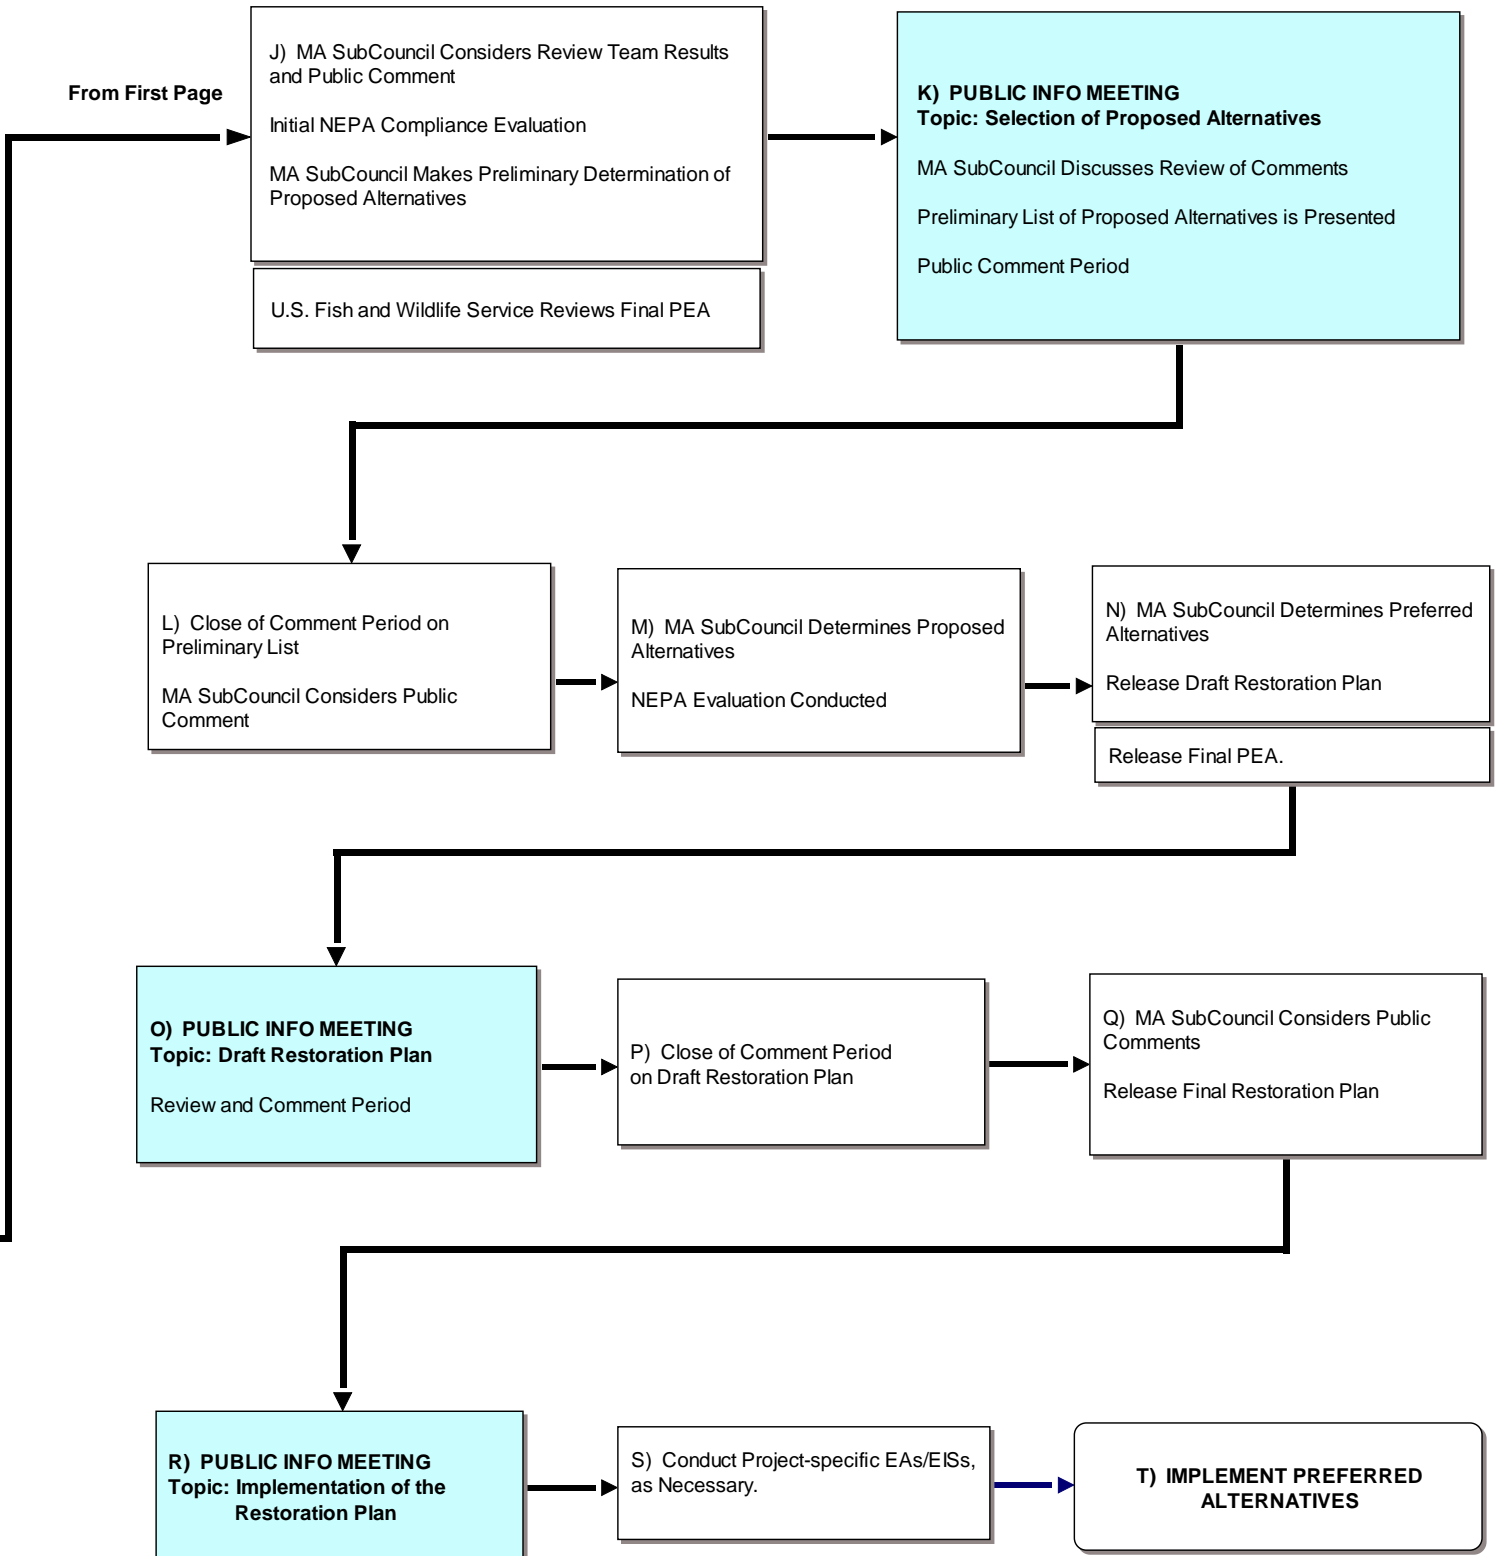 From First Page
J) MA SubCouncil Considers Review Team Results
and Public Comment
Initial NEPA Compliance Evaluation
MA SubCouncil Makes Preliminary Determination of
Proposed Alternatives
U.S. Fish and Wildlife Service Reviews Final PEA
K) PUBLIC INFO MEETING
Topic: Selection of Proposed Alternatives
MA SubCouncil Discusses Review of Comments
Preliminary List of Proposed Alternatives is Presented
Public Comment Period
L) Close of Comment Period on
Preliminary List
MA SubCouncil Considers Public
Comment
M) MA SubCouncil Determines Proposed
Alternatives
NEPA Evaluation Conducted
N) MA SubCouncil Determines Preferred
Alternatives
Release Draft Restoration Plan
Release Final PEA.
O) PUBLIC INFO MEETING
Topic: Draft Restoration Plan
Review and Comment Period
P) Close of Comment Period
on Draft Restoration Plan
Q) MA SubCouncil Considers Public
Comments
Release Final Restoration Plan
R) PUBLIC INFO MEETING
Topic: Implementation of the
Restoration Plan
S) Conduct Project-specific EAs/EISs,
as Necessary.
T) IMPLEMENT PREFERRED
ALTERNATIVES